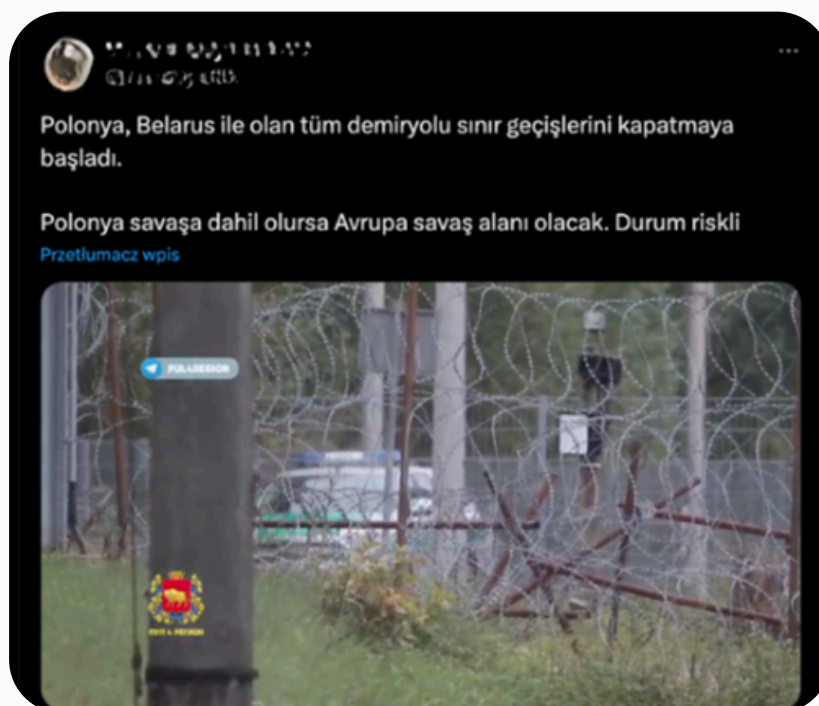 Polonya, Belarus ile olan tüm demiryolu sınır geçişlerini kapatmaya
başladı.
Polonya savaşa dahil olursa Avrupa savaş alanı olacak. Durum riskli
Przetłumacz wpis